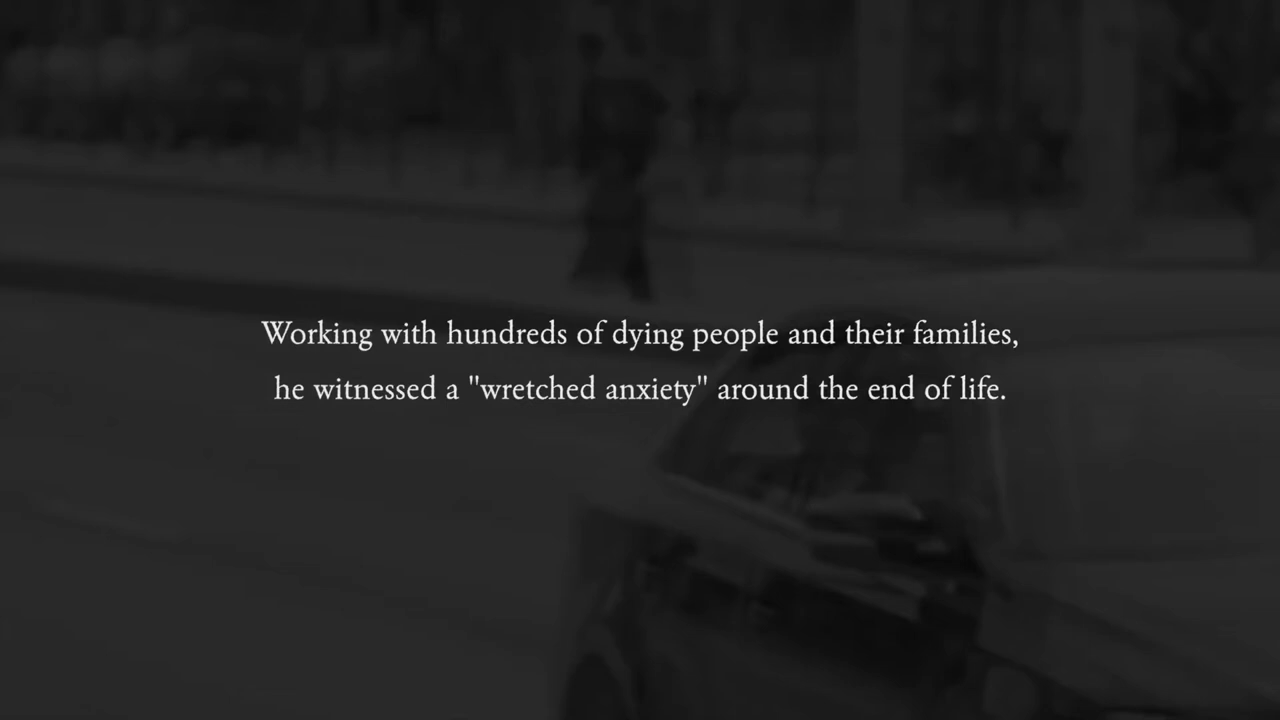 Working with hundreds of dying people and their families,
he witnessed a "wretched anxiety" around the end of life.